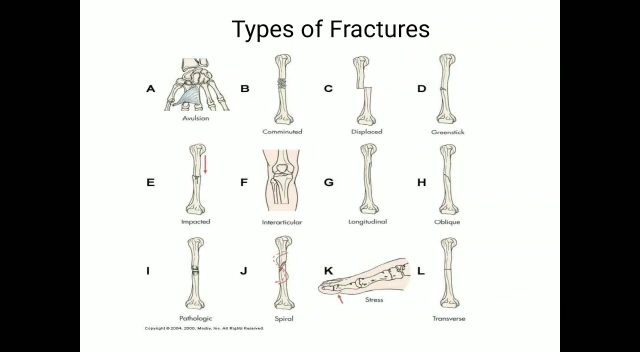 Types of Fractures
A B C D
Avulsion Comminuted Displaced Greenstick
E F G H
Impacted Interarticular Longitudinal Oblique
I J K L
Pathologic Spiral Stress Transverse
Copyright © 2004, 2000, Mosby, Inc. All Rights Reserved.